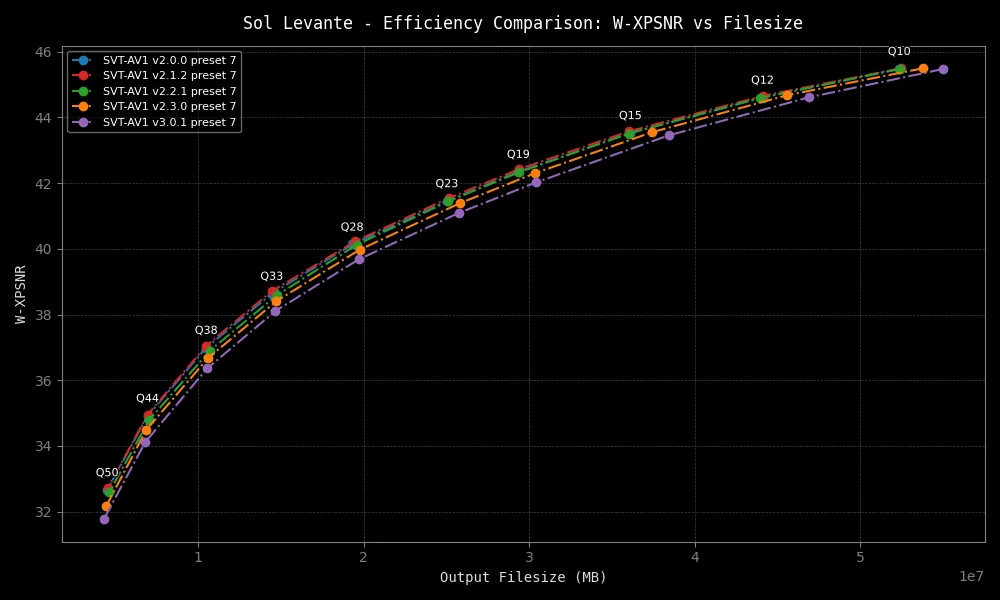 Sol Levante - Efficiency Comparison: W-XPSNR vs Filesize
SVT-AV1 v2.0.0 preset 7
SVT-AV1 v2.1.2 preset 7
SVT-AV1 v2.2.1 preset 7
SVT-AV1 v2.3.0 preset 7
SVT-AV1 v3.0.1 preset 7
W-XPSNR
46
44
42
40
38
36
34
32
Q10
Q12
Q15
Q19
Q23
Q28
Q33
Q38
Q44
Q50
1
2
3
4
5
1e7
Output Filesize (MB)